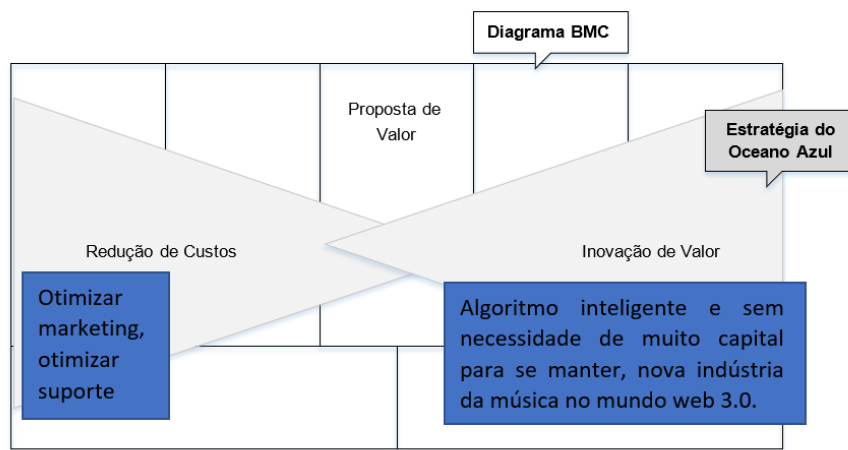 Diagrama BMC
Proposta de
Valor
Estratégia do
Oceano Azul
Redução de Custos
Inovação de Valor
Otimizar
marketing,
otimizar
suporte
Algoritmo inteligente e sem
necessidade de muito capital
para se manter, nova indústria
da música no mundo web 3.0.